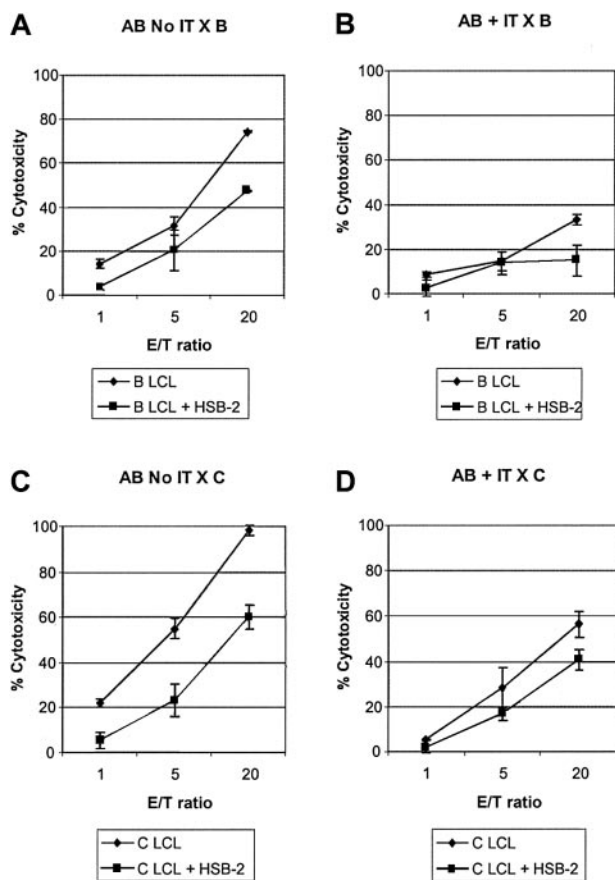 A
AB No IT X B
% Cytotoxicity
100
80
60
40
20
0
1 5 20
E/T ratio
B LCL
B LCL + HSB-2
B
AB + IT X B
% Cytotoxicity
100
80
60
40
20
0
1 5 20
E/T ratio
B LCL
B LCL + HSB-2
C
AB No IT X C
% Cytotoxicity
100
80
60
40
20
0
1 5 20
E/T ratio
C LCL
C LCL + HSB-2
D
AB + IT X C
% Cytotoxicity
100
80
60
40
20
0
1 5 20
E/T ratio
C LCL
C LCL + HSB-2